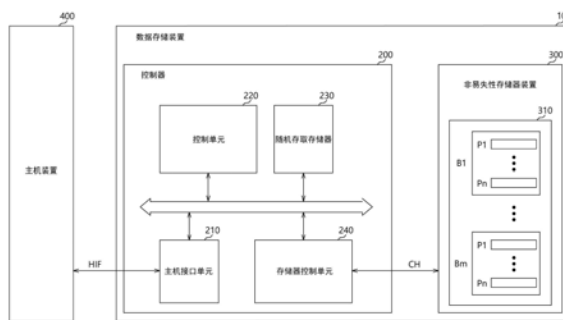 400
10
数据存储装置
200
300
控制器
非易失性存储器装置
220
230
310
控制单元
随机存取存储器
P1
B1
Pn
主机装置
210
240
P1
HIF
主机接口单元
存储器控制单元
CH
Bm
Pn